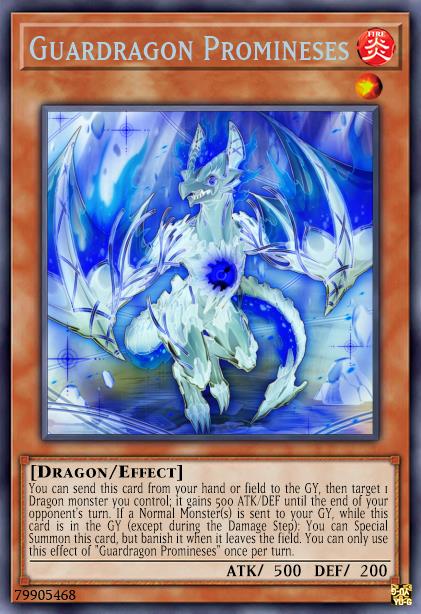 GUARDRAGON PROMINESES
FIRE
炎
[DRAGON/EFFECT]
You can send this card from your hand or field to the GY, then target 1
Dragon monster you control; it gains 500 ATK/DEF until the end of your
opponent's turn. If a Normal Monster(s) is sent to your GY, while this
card is in the GY (except during the Damage Step): You can Special
Summon this card, but banish it when it leaves the field. You can only use
this effect of "Guardragon Promineses" once per turn.
ATK/ 500 DEF/ 200
79905468